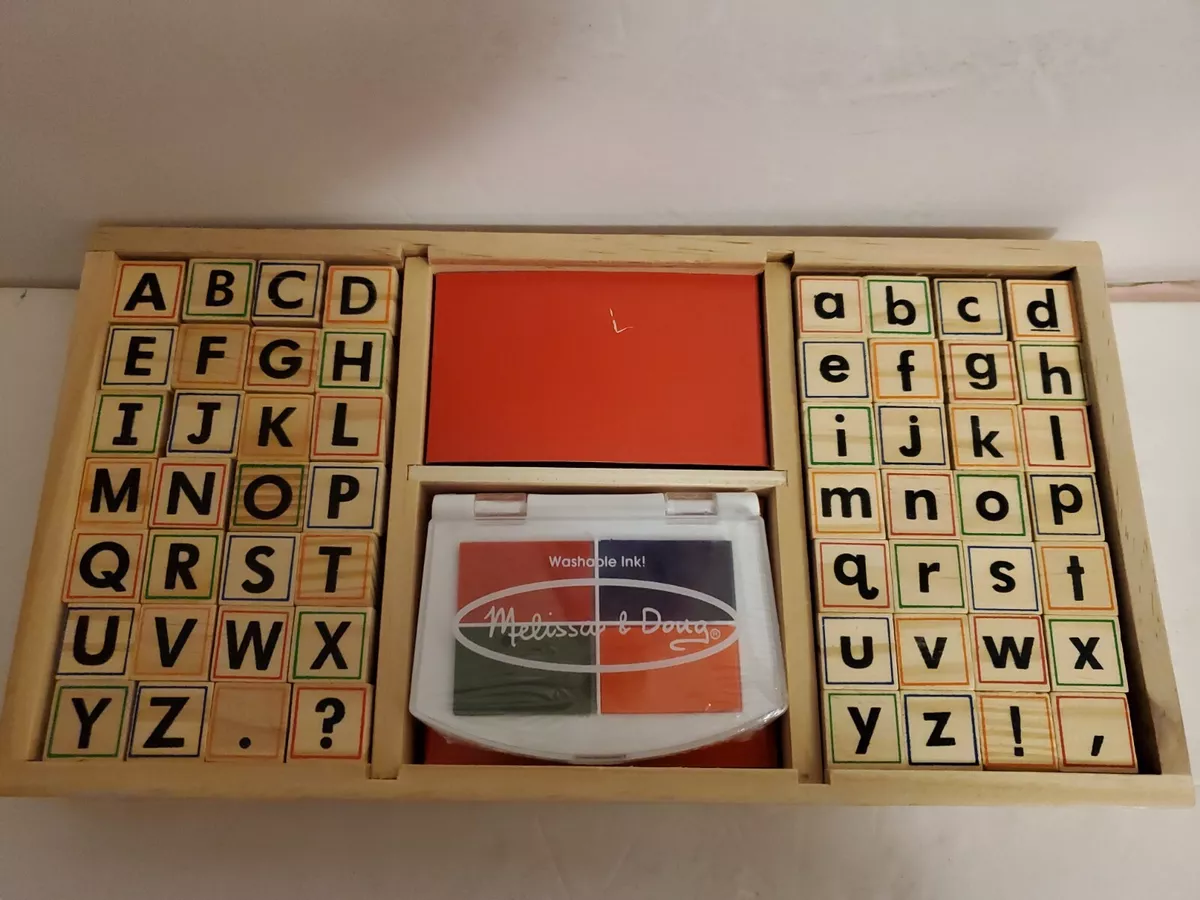 A B C D
E F G H
I J K L
M N O P
Q R S T
U V W X
Y Z . ?
Washable Ink!
Melissa & Doug®
a b c d
e f g h
i j k l
m n o p
q r s t
u v w x
y z ! ,